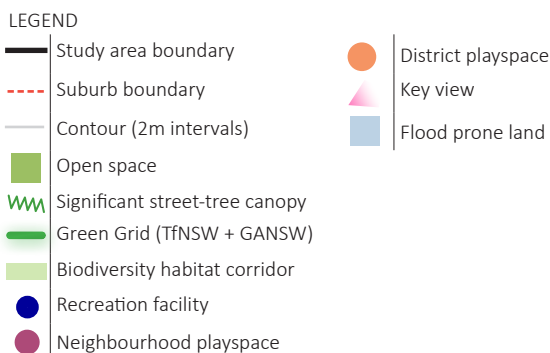 LEGEND
Study area boundary
Suburb boundary
Contour (2m intervals)
Open space
Significant street-tree canopy
Green Grid (TfNSW + GANSW)
Biodiversity habitat corridor
Recreation facility
Neighbourhood playspace
District playspace
Key view
Flood prone land